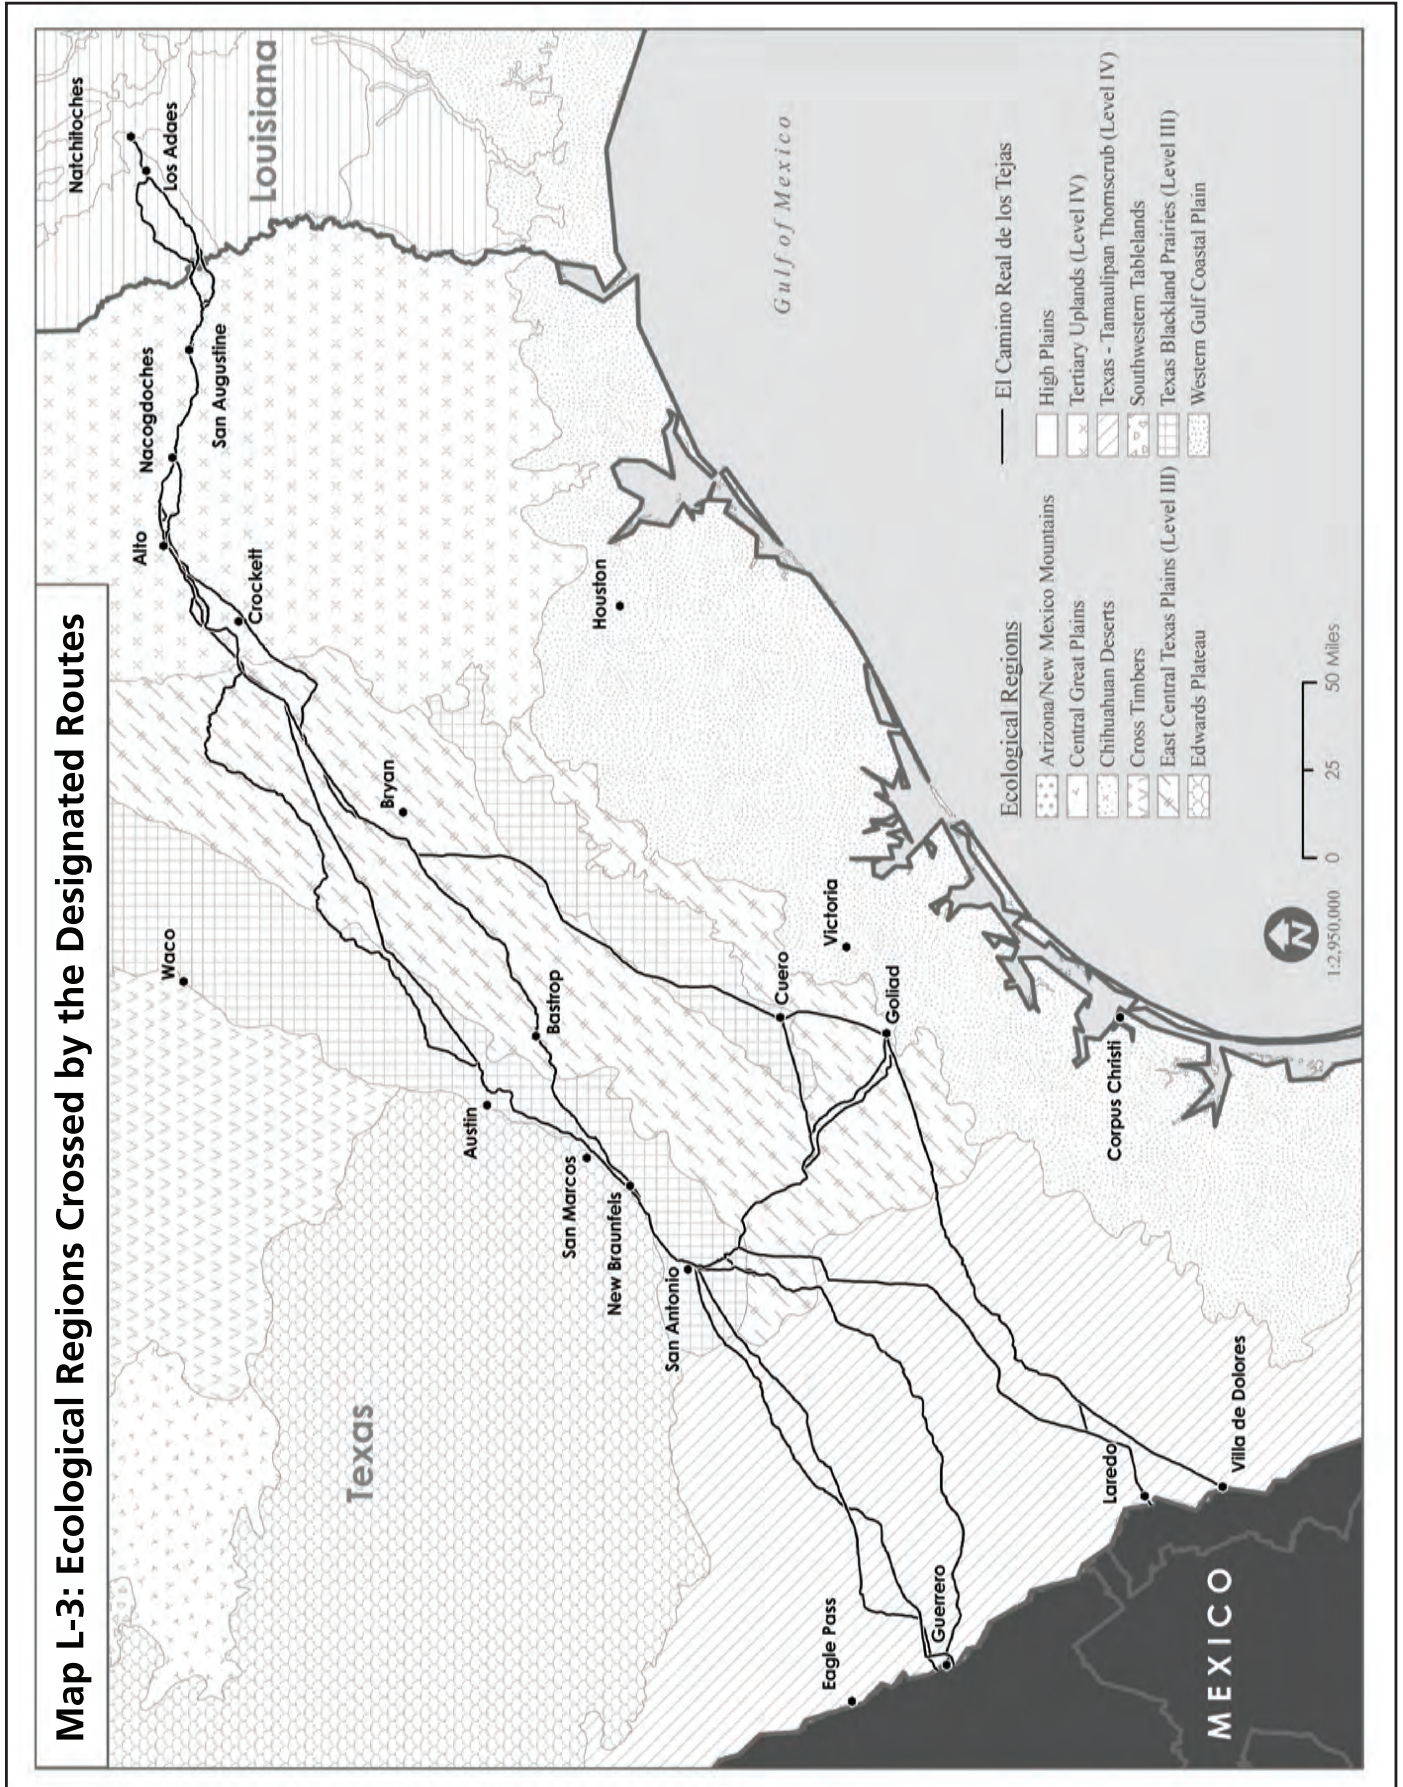 Map L-3: Ecological Regions Crossed by the Designated Routes
Natchitoches
Los Adaes
Louisiana
Nacogdoches
San Augustine
Alto
Crockett
Houston
Bryan
Waco
Bastrop
Austin
San Marcos
New Braunfels
San Antonio
Cuero
Victoria
Goliad
Corpus Christi
Texas
Eagle Pass
Guerrero
Laredo
Villa de Dolores
MEXICO
Gulf of Mexico
El Camino Real de los Tejas
Ecological Regions
Arizona/New Mexico Mountains
Central Great Plains
Chihuahuan Deserts
Cross Timbers
East Central Texas Plains (Level III)
Edwards Plateau
High Plains
Tertiary Uplands (Level IV)
Texas - Tamaulipan Thornscrub (Level IV)
Southwestern Tablelands
Texas Blackland Prairies (Level III)
Western Gulf Coastal Plain
N
0 25 50 Miles
1:2,950,000